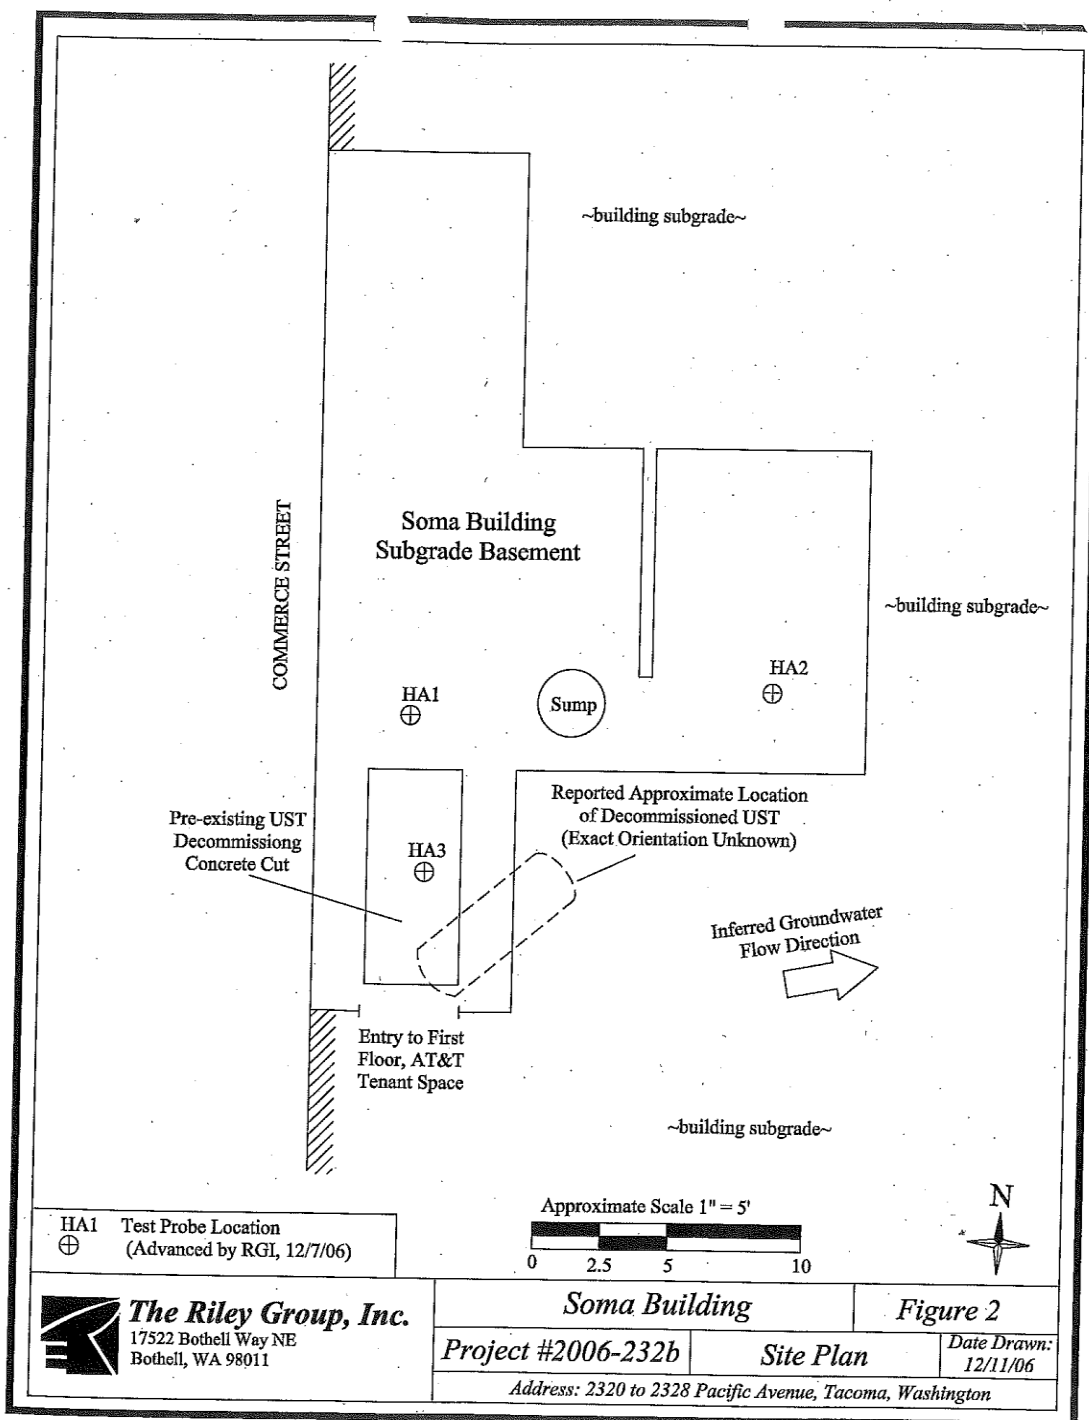 ~building subgrade~
COMMERCE STREET
Soma Building
Subgrade Basement
~building subgrade~
HA1
Sump
HA2
Pre-existing UST
Decommissiong
Concrete Cut
HA3
Reported Approximate Location
of Decommissioned UST
(Exact Orientation Unknown)
Inferred Groundwater
Flow Direction
Entry to First
Floor, AT&T
Tenant Space
~building subgrade~
HA1 Test Probe Location
(Advanced by RGI, 12/7/06)
Approximate Scale 1" = 5'
0 2.5 5 10
N
The Riley Group, Inc.
17522 Bothell Way NE
Bothell, WA 98011
Soma Building
Figure 2
Project #2006-232b
Site Plan
Date Drawn:
12/11/06
Address: 2320 to 2328 Pacific Avenue, Tacoma, Washington